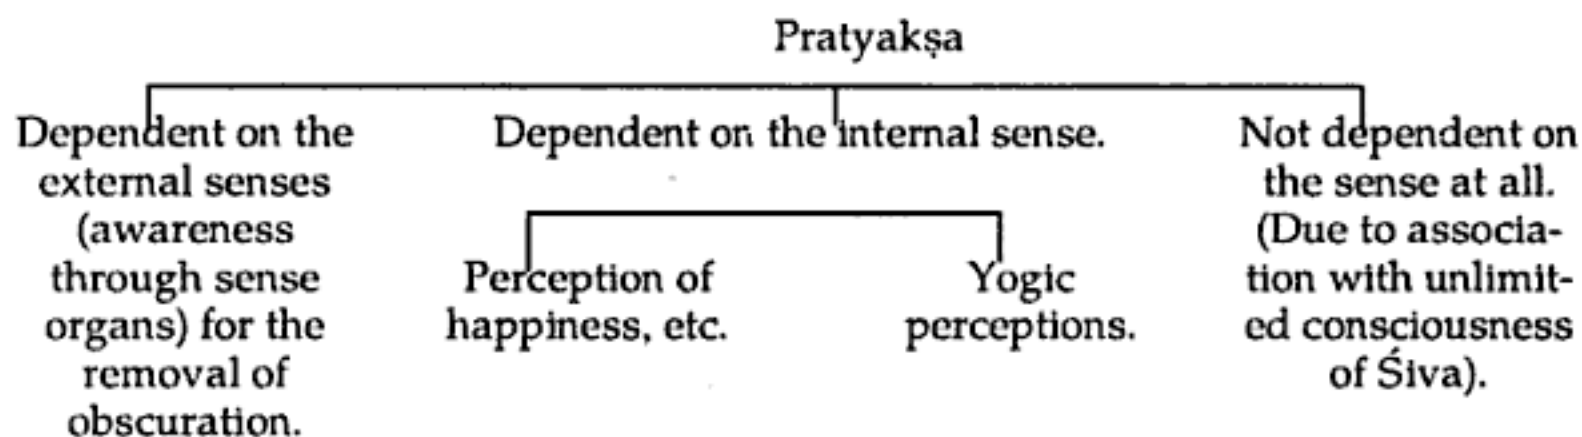 Pratyakṣa
Dependent on the
external senses
(awareness
through sense
organs) for the
removal of
obscuration.
Dependent on the internal sense.
Perception of
happiness, etc.
Yogic
perceptions.
Not dependent on
the sense at all.
(Due to associa-
tion with unlimit-
ed consciousness
of Śiva).